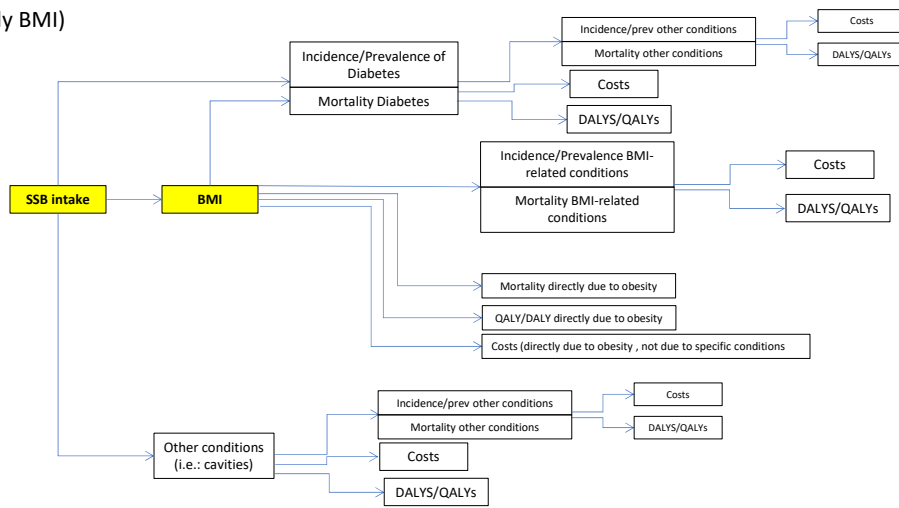 ly BMI)
Incidence/prev other conditions
Mortality other conditions
Costs
DALYS/QALYs
Incidence/Prevalence of
Diabetes
Mortality Diabetes
Costs
DALYS/QALYs
Incidence/Prevalence BMI-
related conditions
Mortality BMI-related
conditions
Costs
DALYS/QALYs
SSB intake
BMI
Mortality directly due to obesity
QALY/DALY directly due to obesity
Costs (directly due to obesity , not due to specific conditions
Incidence/prev other conditions
Mortality other conditions
Costs
DALYS/QALYs
Other conditions
(i.e.: cavities)
Costs
DALYS/QALYs